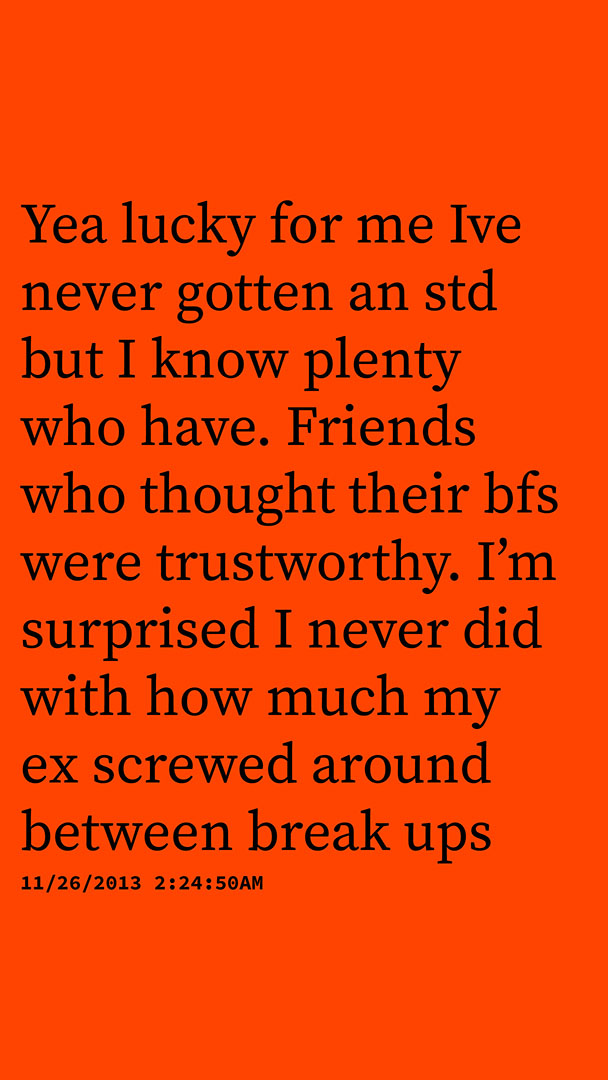 Yea lucky for me Ive
never gotten an std
but I know plenty
who have. Friends
who thought their bfs
were trustworthy. I’m
surprised I never did
with how much my
ex screwed around
between break ups
11/26/2013 2:24:50AM